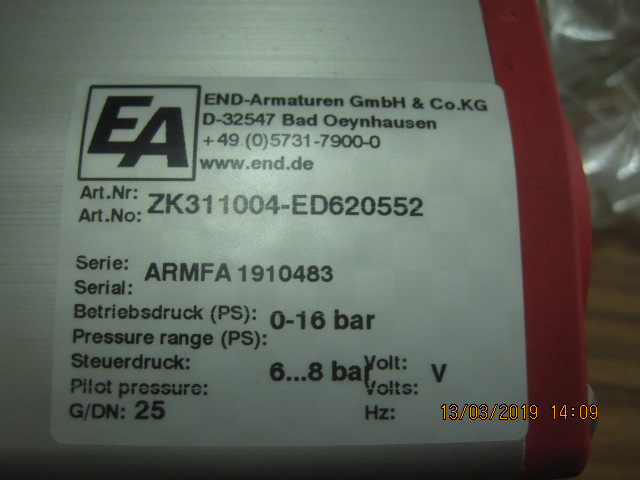 EA
END-Armaturen GmbH & Co.KG
D-32547 Bad Oeynhausen
+49 (0)5731-7900-0
www.end.de
Art.Nr:
Art.No: ZK311004-ED620552
Serie:
Serial: ARMFA 1910483
Betriebsdruck (PS): 0-16 bar
Pressure range (PS):
Steuerdruck: 6...8 bar Volt: V
Pilot pressure: Volts:
G/DN: 25 Hz:
13/03/2019 14:09